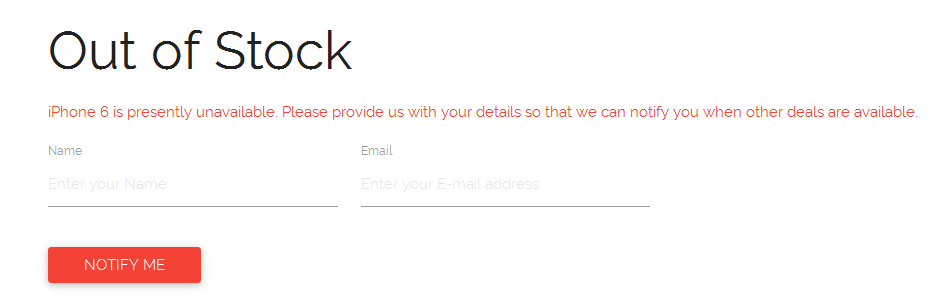 Out of Stock
iPhone 6 is presently unavailable. Please provide us with your details so that we can notify you when other deals are available.
Name Email
Enter your Name Enter your E-mail address
NOTIFY ME